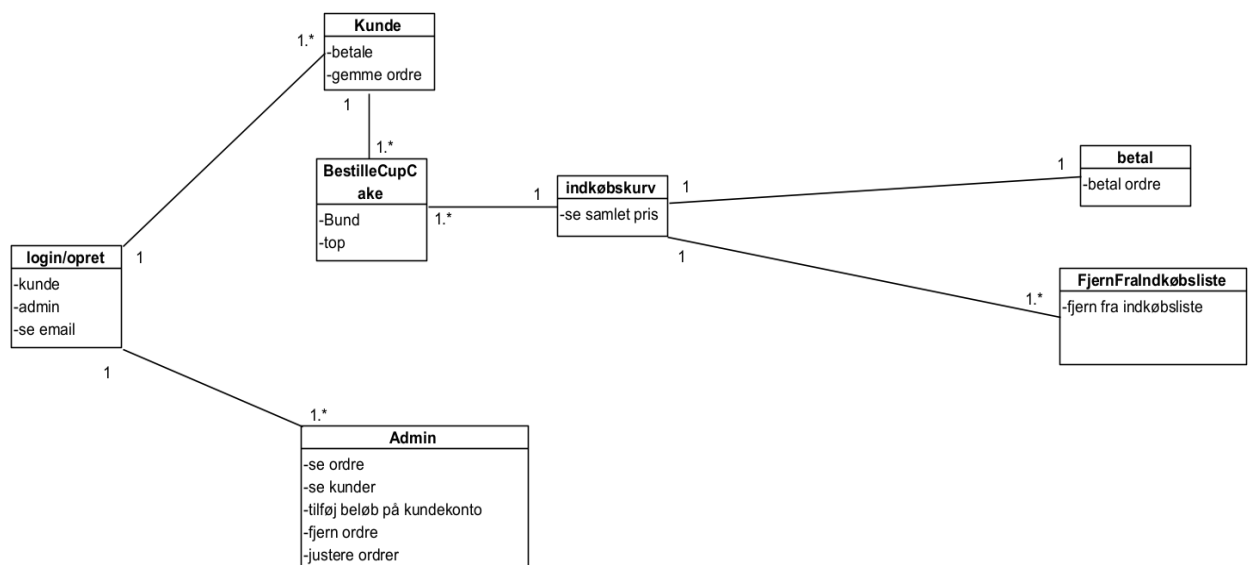 Kunde
-betale
-gemme ordre
1.*
1
1.*
BestilleCupC
ake
-Bund
-top
1.*
1
indkøbskurv
-se samlet pris
1
1
betal
-betal ordre
1
1.*
FjernFraIndkøbsliste
-fjern fra indkøbsliste
login/opret
-kunde
-admin
-se email
1
1
1.*
Admin
-se ordre
-se kunder
-tilføj beløb på kundekonto
-fjern ordre
-justere ordrer